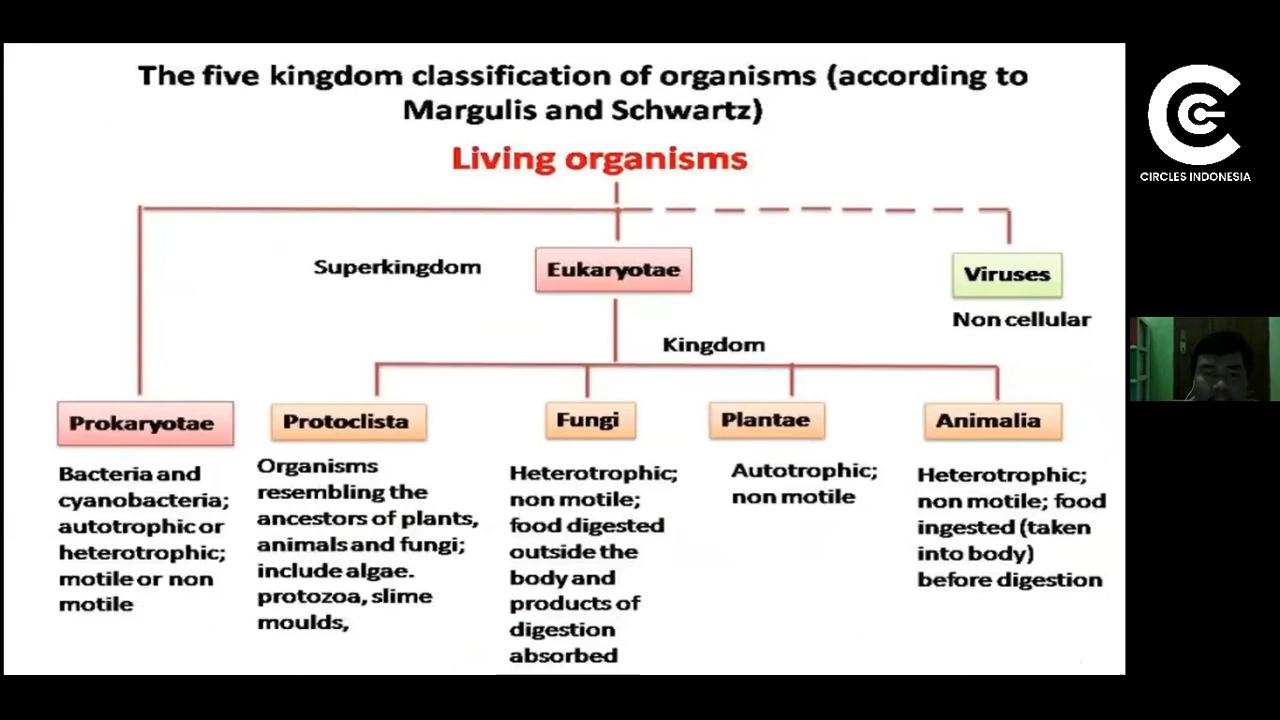 The five kingdom classification of organisms (according to
Margulis and Schwartz)
Living organisms
Superkingdom
Eukaryotae
Viruses
Non cellular
Kingdom
Prokaryotae
Bacteria and
cyanobacteria;
autotrophic or
heterotrophic;
motile or non
motile
Protoclista
Organisms
resembling the
ancestors of plants,
animals and fungi;
include algae.
protozoa, slime
moulds,
Fungi
Heterotrophic;
non motile;
food digested
outside the
body and
products of
digestion
absorbed
Plantae
Autotrophic;
non motile
Animalia
Heterotrophic;
non motile; food
ingested (taken
into body)
before digestion
CIRCLES INDONESIA